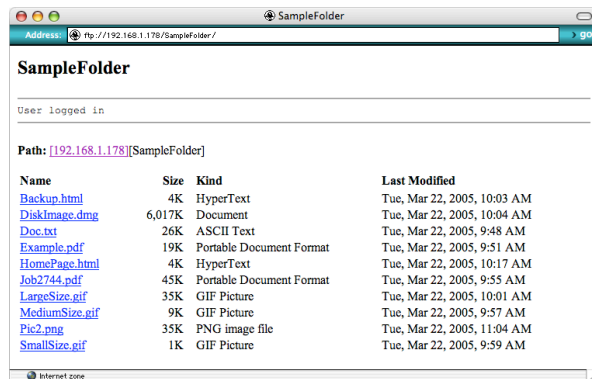 SampleFolder
Address: ftp://192.168.1.178/SampleFolder/ › go
SampleFolder
User logged in
Path: [192.168.1.178][SampleFolder]
Name Size Kind Last Modified
Backup.html 4K HyperText Tue, Mar 22, 2005, 10:03 AM
DiskImage.dmg 6,017K Document Tue, Mar 22, 2005, 10:04 AM
Doc.txt 26K ASCII Text Tue, Mar 22, 2005, 9:48 AM
Example.pdf 19K Portable Document Format Tue, Mar 22, 2005, 9:51 AM
HomePage.html 4K HyperText Tue, Mar 22, 2005, 10:17 AM
Job2744.pdf 45K Portable Document Format Tue, Mar 22, 2005, 9:55 AM
LargeSize.gif 35K GIF Picture Tue, Mar 22, 2005, 10:01 AM
MediumSize.gif 9K GIF Picture Tue, Mar 22, 2005, 9:57 AM
Pic2.png 35K PNG image file Tue, Mar 22, 2005, 11:04 AM
SmallSize.gif 1K GIF Picture Tue, Mar 22, 2005, 9:59 AM
Internet zone